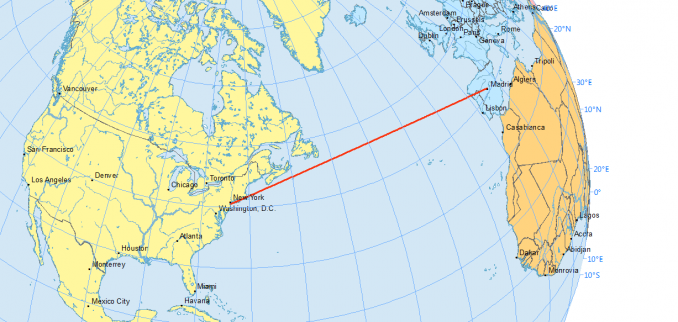 Prague
Athens
Cairo
Amsterdam
Brussels
London
Rome
Dublin
Paris
Geneva
20°N
Tripoli
30°E
Madrid
Algiers
Vancouver
10°N
Lisbon
Casablanca
San Francisco
20°E
Los Angeles
Denver
Chicago
Toronto
0°
New York
Washington, D.C.
Lagos
Atlanta
Accra
Houston
Abidjan
Dakar
Monterrey
10°E
Monrovia
10°S
Miami
Mexico City
Havana